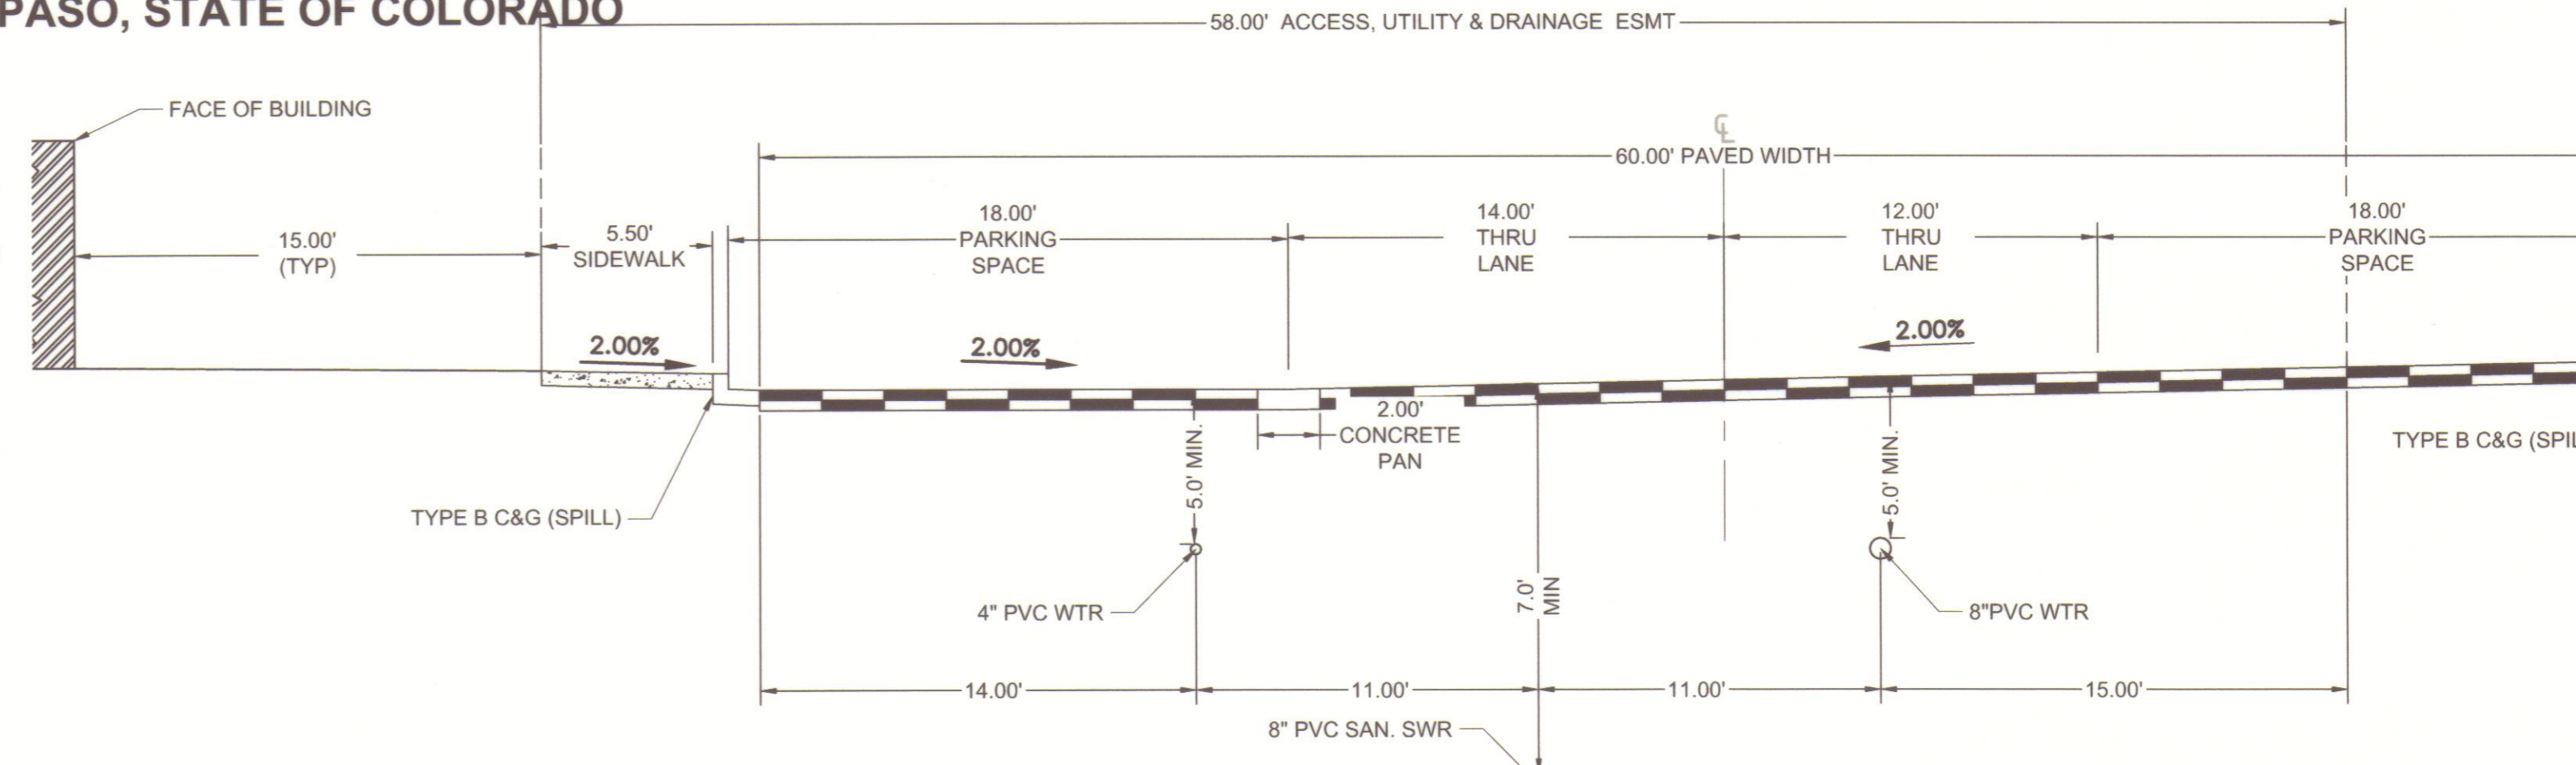 PASO, STATE OF COLORADO
58.00' ACCESS, UTILITY & DRAINAGE ESMT
FACE OF BUILDING
℄
60.00' PAVED WIDTH
15.00'
(TYP)
5.50'
SIDEWALK
18.00'
PARKING
SPACE
14.00'
THRU
LANE
12.00'
THRU
LANE
18.00'
PARKING
SPACE
2.00%
2.00%
2.00%
2.00'
CONCRETE
PAN
TYPE B C&G (SPIL
5.0' MIN.
5.0' MIN.
TYPE B C&G (SPILL)
7.0'
MIN
4" PVC WTR
8"PVC WTR
14.00'
11.00'
11.00'
15.00'
8" PVC SAN. SWR